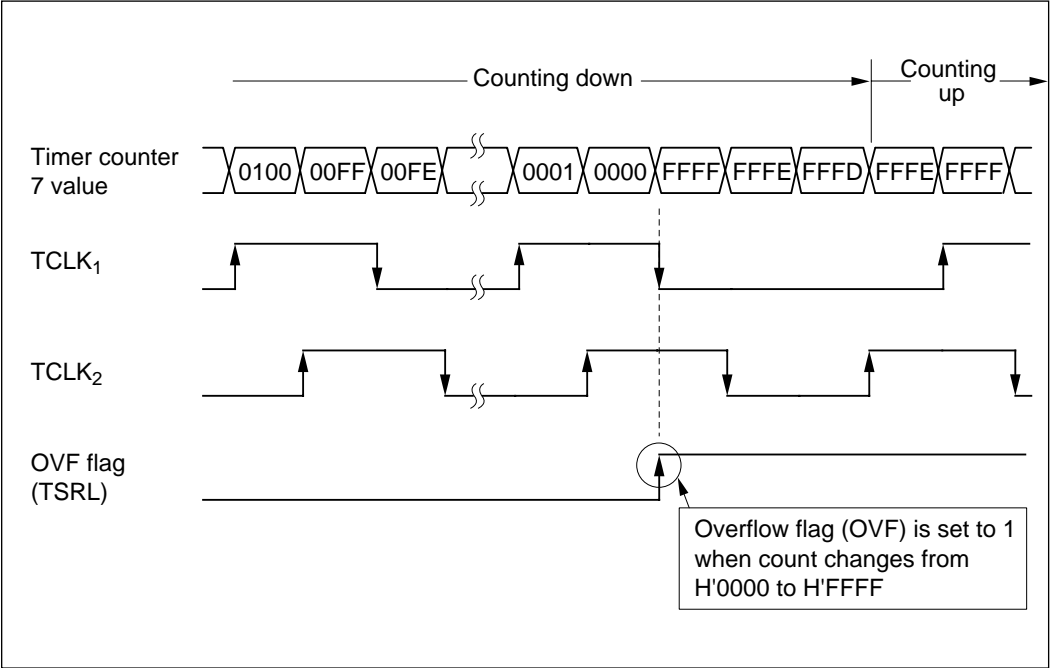 Counting down
Counting
up
Timer counter
7 value
0100 00FF 00FE 0001 0000 FFFF FFFE FFFD FFFE FFFF
TCLK1
TCLK2
OVF flag
(TSRL)
Overflow flag (OVF) is set to 1
when count changes from
H'0000 to H'FFFF